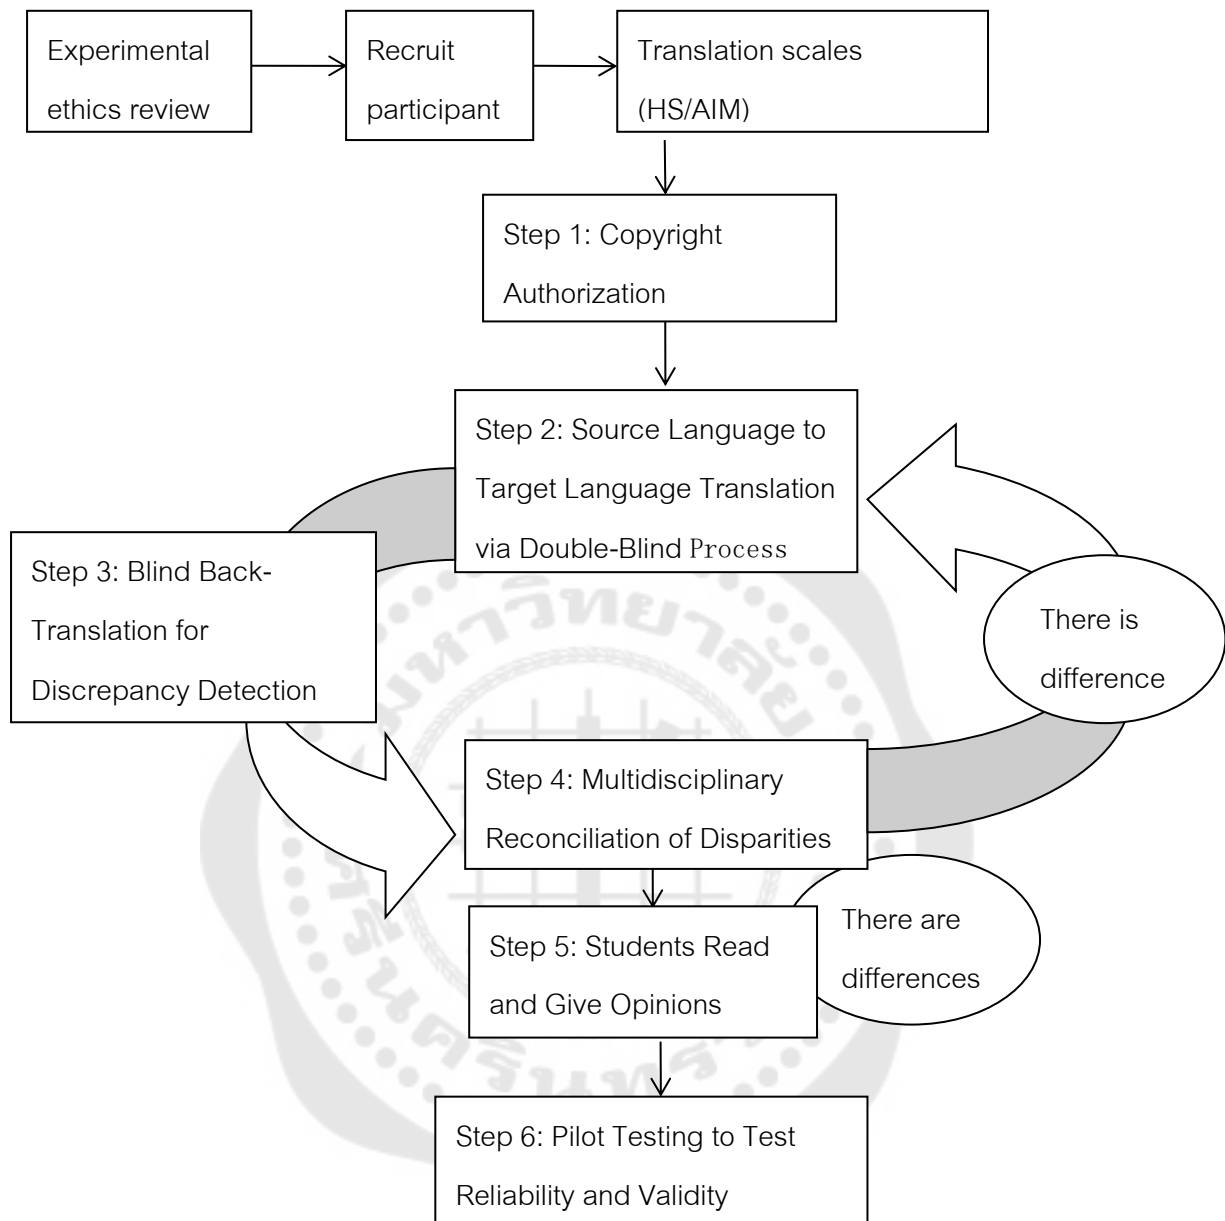 Experimental
ethics review
Recruit
participant
Translation scales
(HS/AIM)
Step 1: Copyright
Authorization
Step 2: Source Language to
Target Language Translation
via Double-Blind Process
Step 3: Blind Back-
Translation for
Discrepancy Detection
There is
difference
Step 4: Multidisciplinary
Reconciliation of Disparities
There are
differences
Step 5: Students Read
and Give Opinions
Step 6: Pilot Testing to Test
Reliability and Validity